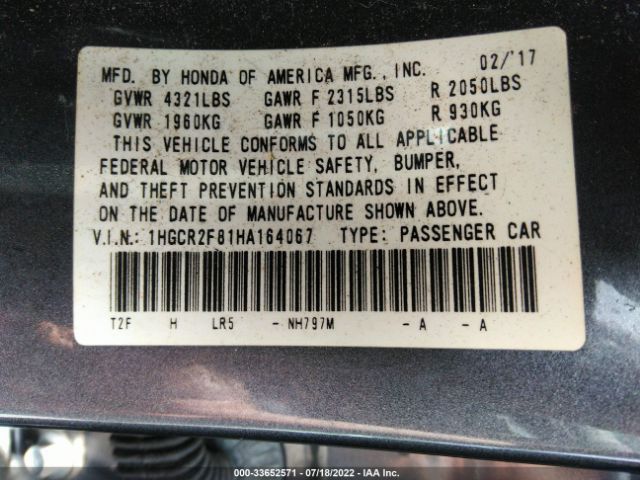 MFD. BY HONDA OF AMERICA MFG., INC. 02/'17
GVWR 4321LBS GAWR F 2315LBS R 2050LBS
GVWR 1960KG GAWR F 1050KG R 930KG
THIS VEHICLE CONFORMS TO ALL APPLICABLE
FEDERAL MOTOR VEHICLE SAFETY, BUMPER,
AND THEFT PREVENTION STANDARDS IN EFFECT
ON THE DATE OF MANUFACTURE SHOWN ABOVE.
V.I.N.: 1HGCR2F81HA164067 TYPE: PASSENGER CAR
T2F H LR5 - NH797M - A - A
000-33652571 - 07/18/2022 - IAA Inc.